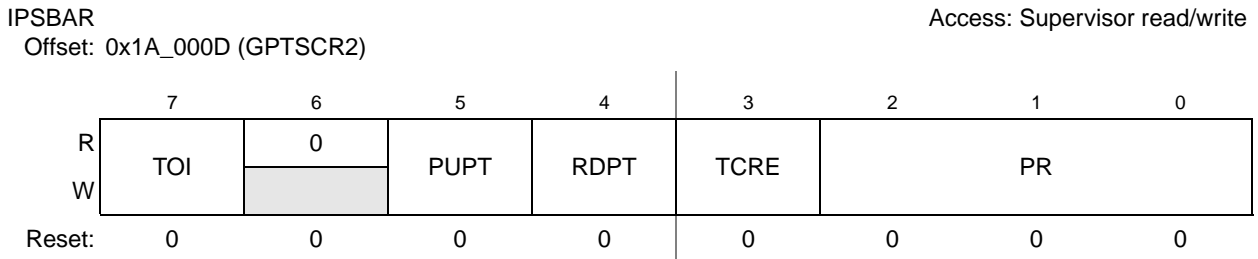 IPSBAR Access: Supervisor read/write
Offset: 0x1A_000D (GPTSCR2)
7 6 5 4 3 2 1 0
R TOI 0 PUPT RDPT TCRE PR
W
Reset: 0 0 0 0 0 0 0 0